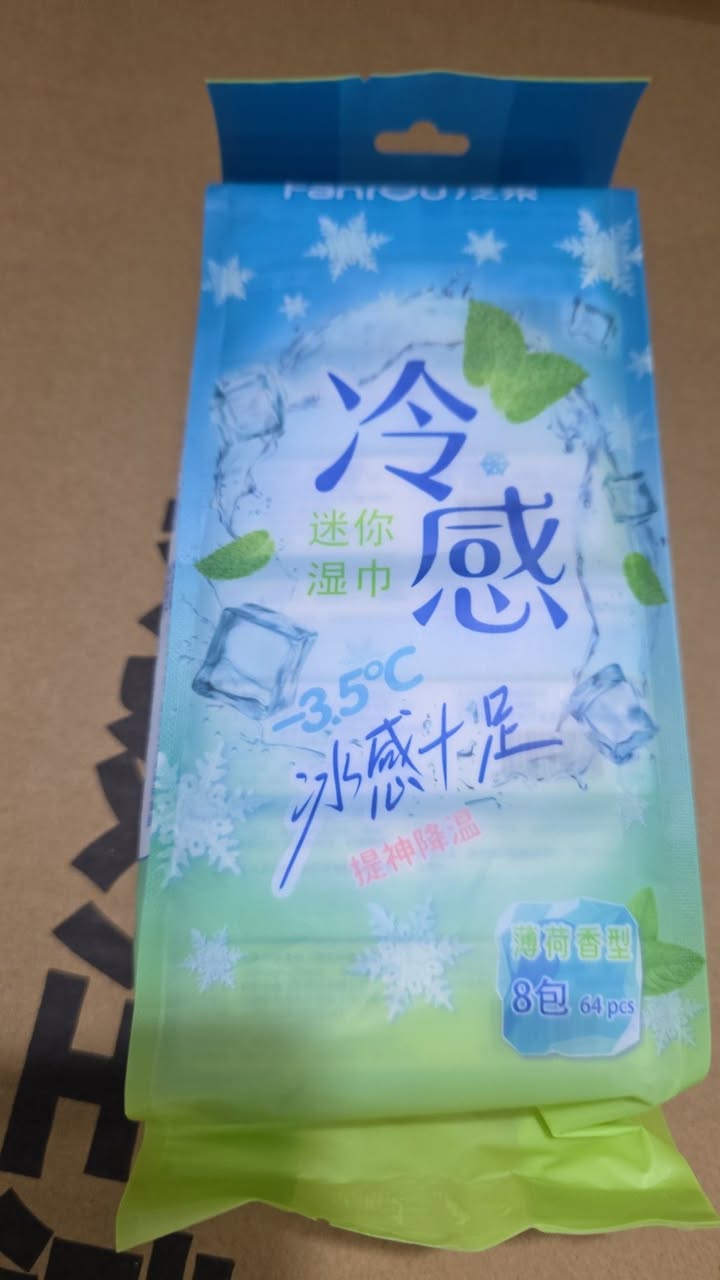 冷感
迷你
湿巾
-3.5°C
冰感十足
提神降温
薄荷香型
8包 64 pcs